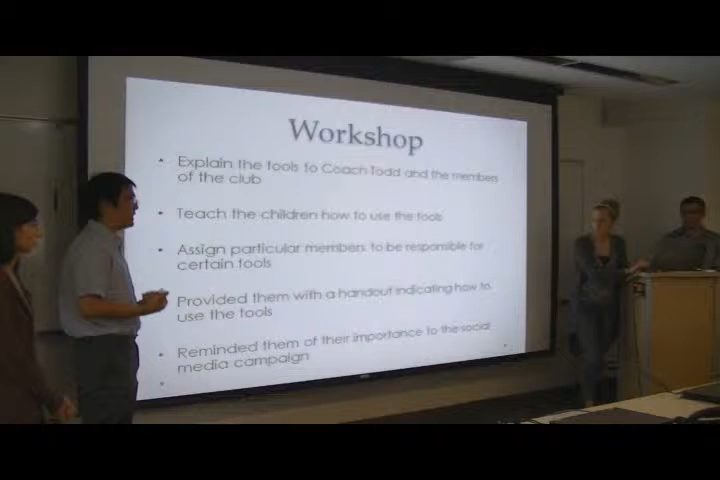 Workshop
• Explain the tools to Coach Todd and the members
of the club
• Teach the children how to use the tools
• Assign particular members to be responsible for
certain tools
Provided them with a handout indicating how to
use the tools
• Reminded them of their importance to the social
media campaign
•